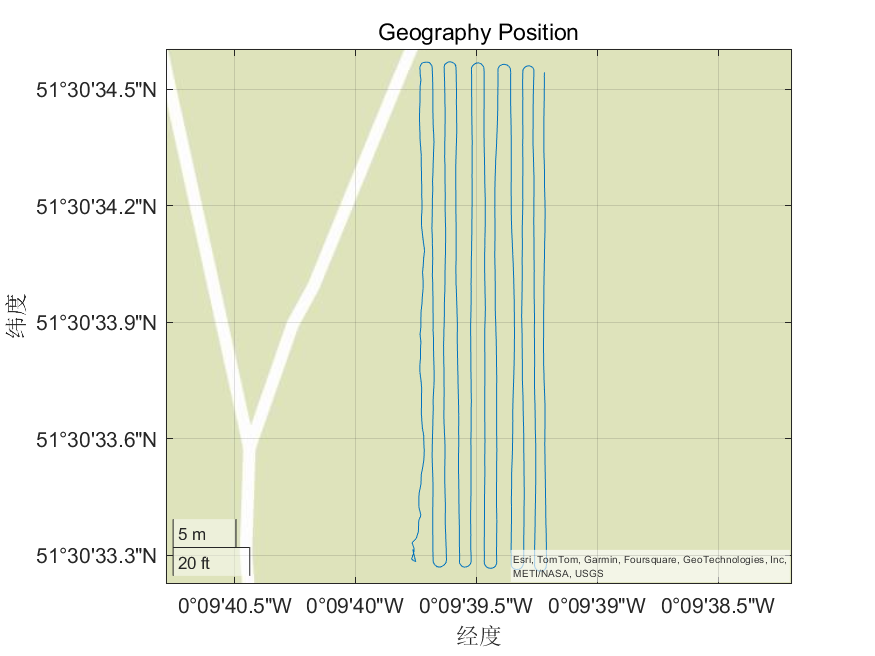 Geography Position
51°30'34.5"N
51°30'34.2"N
51°30'33.9"N
51°30'33.6"N
51°30'33.3"N
纬度
5 m
20 ft
Esri, TomTom, Garmin, Foursquare, GeoTechnologies, Inc,
METI/NASA, USGS
0°09'40.5"W 0°09'40"W 0°09'39.5"W 0°09'39"W 0°09'38.5"W
经度